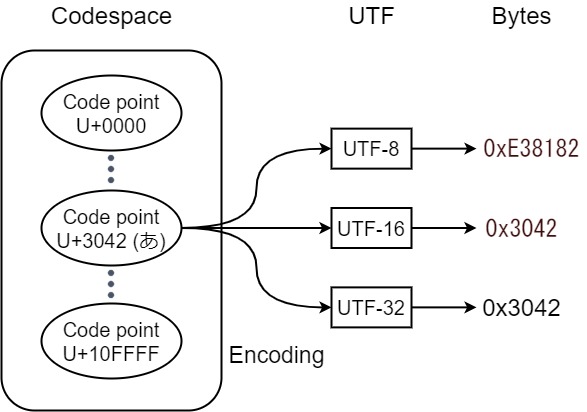 Codespace UTF Bytes
Code point
U+0000
UTF-8 0xE38182
Code point
U+3042 (あ)
UTF-16 0x3042
UTF-32 0x3042
Code point
U+10FFFF
Encoding